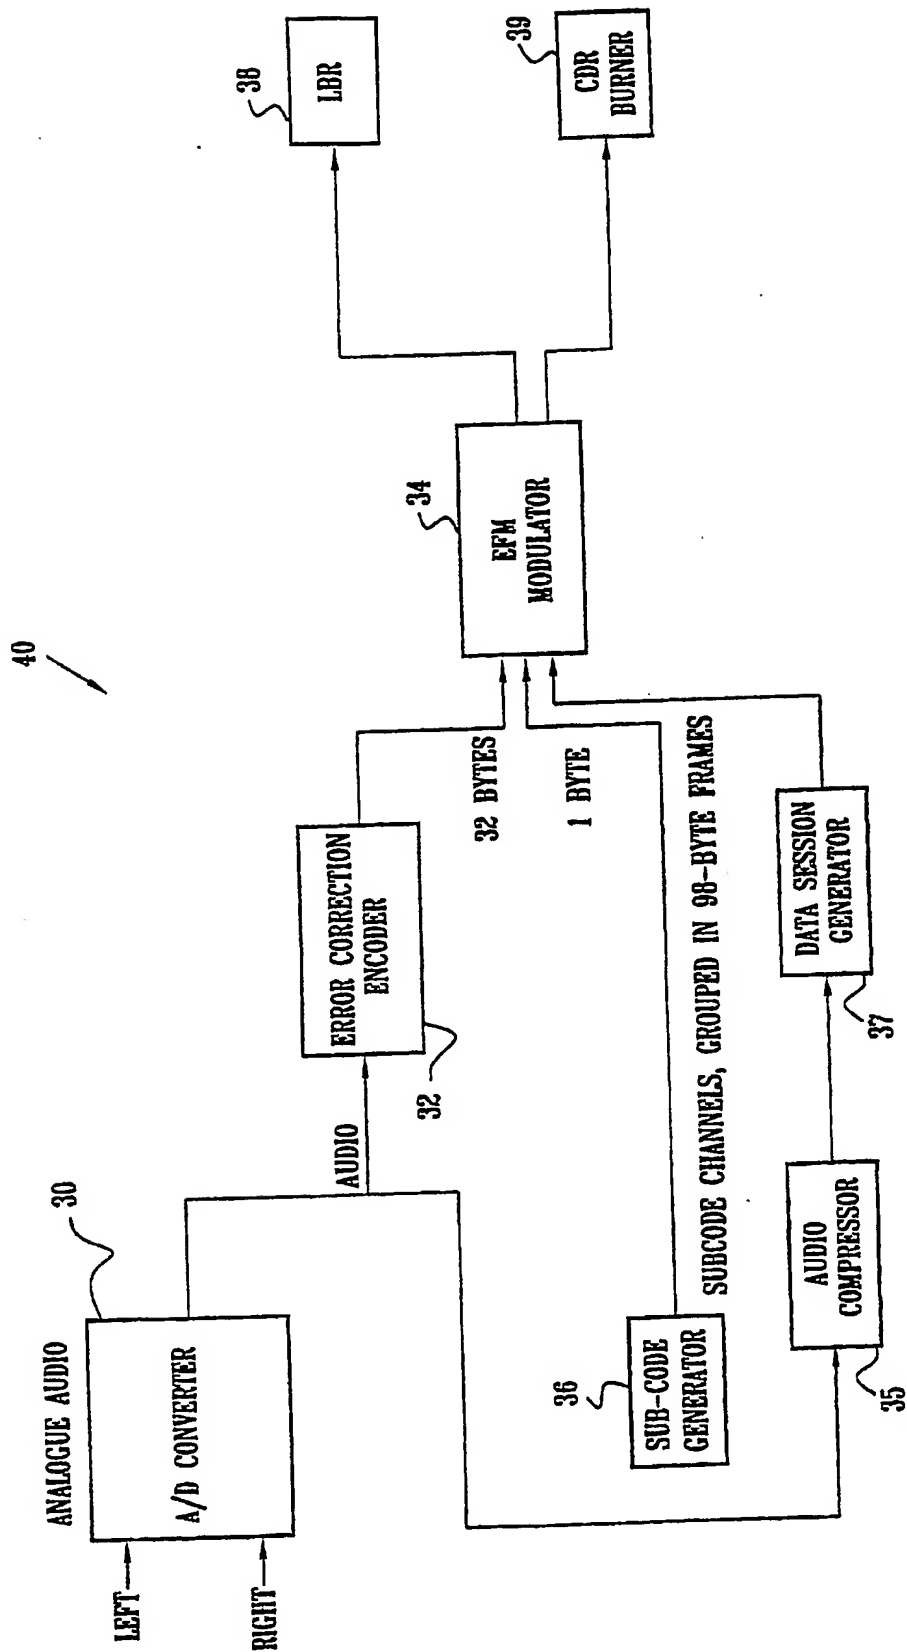 40
ANALOGUE AUDIO
30
LEFT
RIGHT
A/D CONVERTER
AUDIO
ERROR CORRECTION
ENCODER
32
32 BYTES
1 BYTE
34
EFM
MODULATOR
38
LBR
39
CDR
BURNER
36
SUB-CODE
GENERATOR
SUBCODE CHANNELS, GROUPED IN 98-BYTE FRAMES
AUDIO
COMPRESSOR
35
DATA SESSION
GENERATOR
37